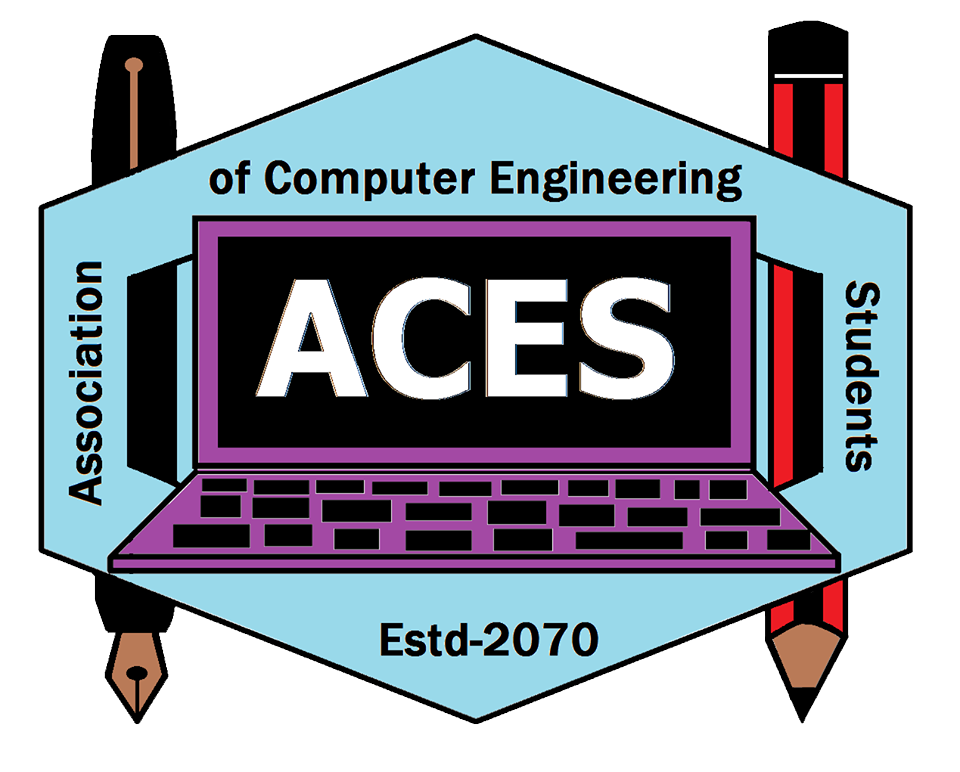 Association
of Computer Engineering
Students
ACES
Estd-2070